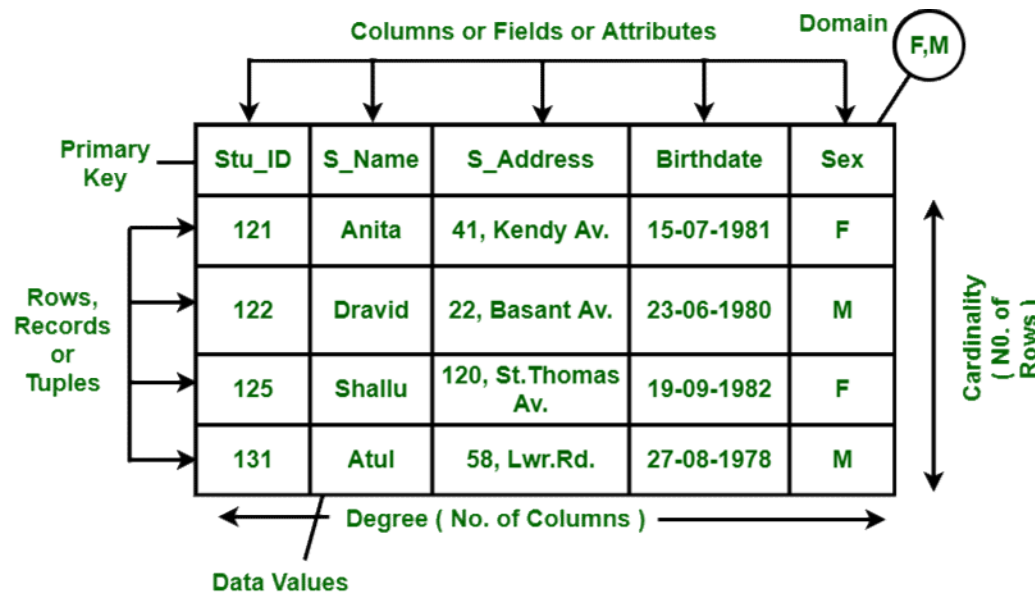 Columns or Fields or Attributes
Domain
F,M
Primary
Key
Stu_ID S_Name S_Address Birthdate Sex
121 Anita 41, Kendy Av. 15-07-1981 F
Rows,
Records
or
Tuples
122 Dravid 22, Basant Av. 23-06-1980 M
125 Shallu 120, St.Thomas
Av. 19-09-1982 F
131 Atul 58, Lwr.Rd. 27-08-1978 M
Cardinality
( N0. of
Rows )
Degree ( No. of Columns )
Data Values